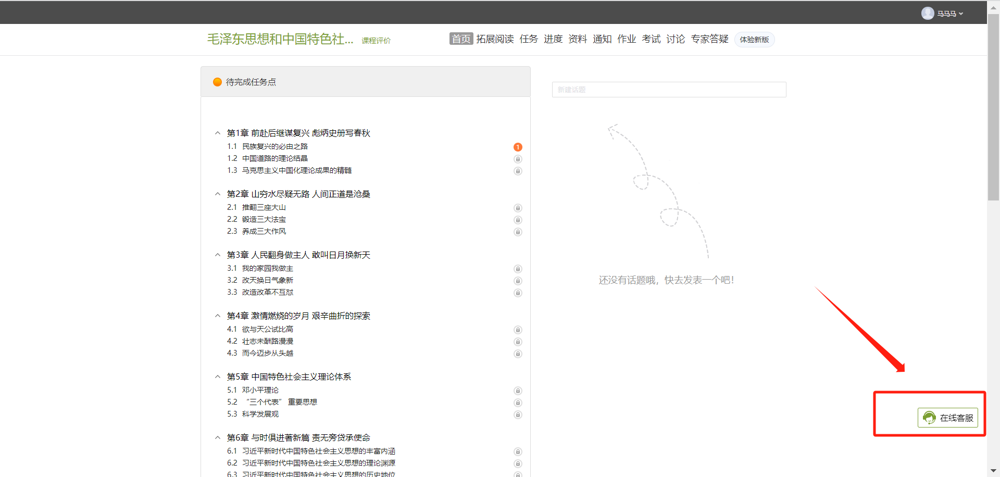 马马马
毛泽东思想和中国特色社...
课程评价
首页 拓展阅读 任务 进度 资料 通知 作业 考试 讨论 专家答疑 体验新版
待完成任务点
新建话题
第1章 前赴后继谋复兴 彪炳史册写春秋
1.1 民族复兴的必由之路
1
1.2 中国道路的理论结晶
1.3 马克思主义中国化理论成果的精髓
第2章 山穷水尽疑无路 人间正道是沧桑
2.1 推翻三座大山
2.2 锻造三大法宝
2.3 养成三大作风
第3章 人民翻身做主人 敢叫日月换新天
3.1 我的家园我做主
3.2 改天换日气象新
3.3 改造改革不互怼
第4章 激情燃烧的岁月 艰辛曲折的探索
4.1 欲与天公试比高
4.2 壮志未酬路漫漫
4.3 而今迈步从头越
第5章 中国特色社会主义理论体系
5.1 邓小平理论
5.2 “三个代表” 重要思想
5.3 科学发展观
第6章 与时俱进著新篇 责无旁贷承使命
6.1 习近平新时代中国特色社会主义思想的丰富内涵
6.2 习近平新时代中国特色社会主义思想的理论渊源
6.3 习近平新时代中国特色社会主义思想的历史地位
还没有话题哦，快去发表一个吧！
在线客服